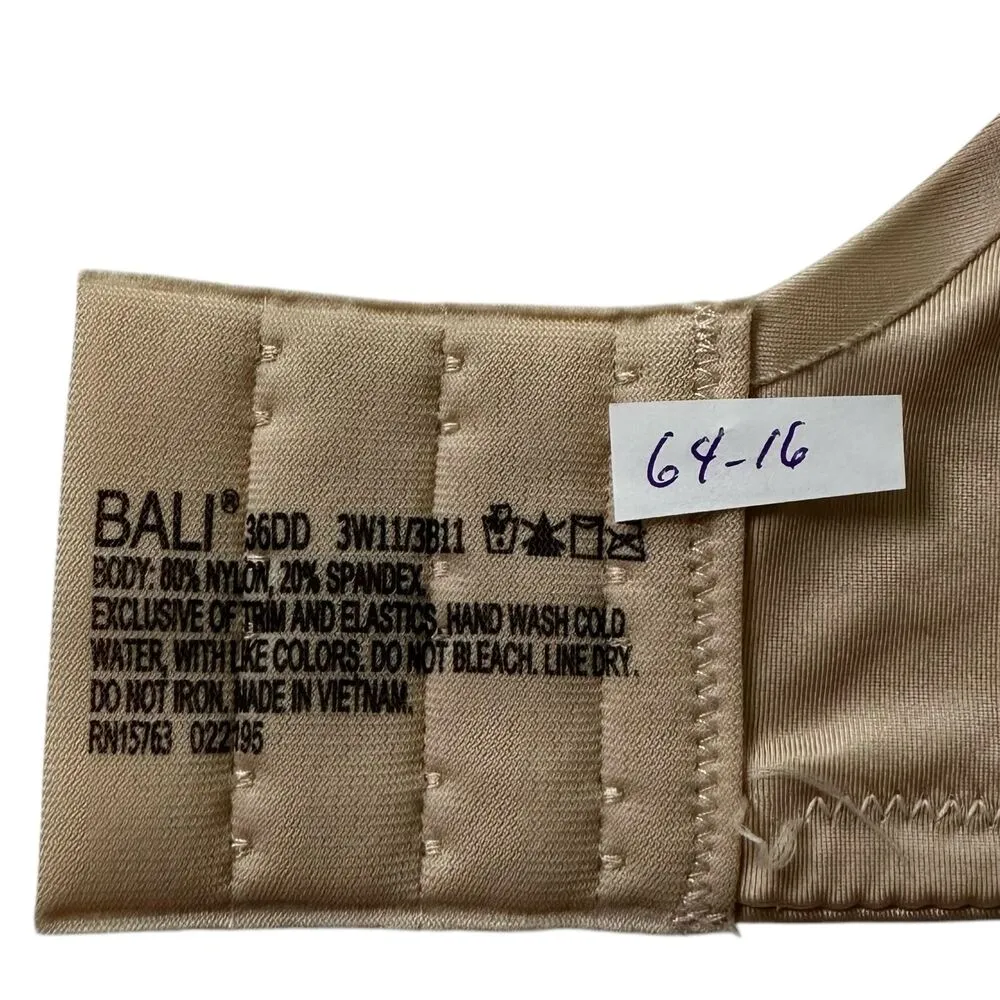 64-16
BALI® 36DD 3W11/3B11
BODY: 80% NYLON, 20% SPANDEX,
EXCLUSIVE OF TRIM AND ELASTICS. HAND WASH COLD
WATER, WITH LIKE COLORS. DO NOT BLEACH. LINE DRY.
DO NOT IRON. MADE IN VIETNAM.
RN15763 022195